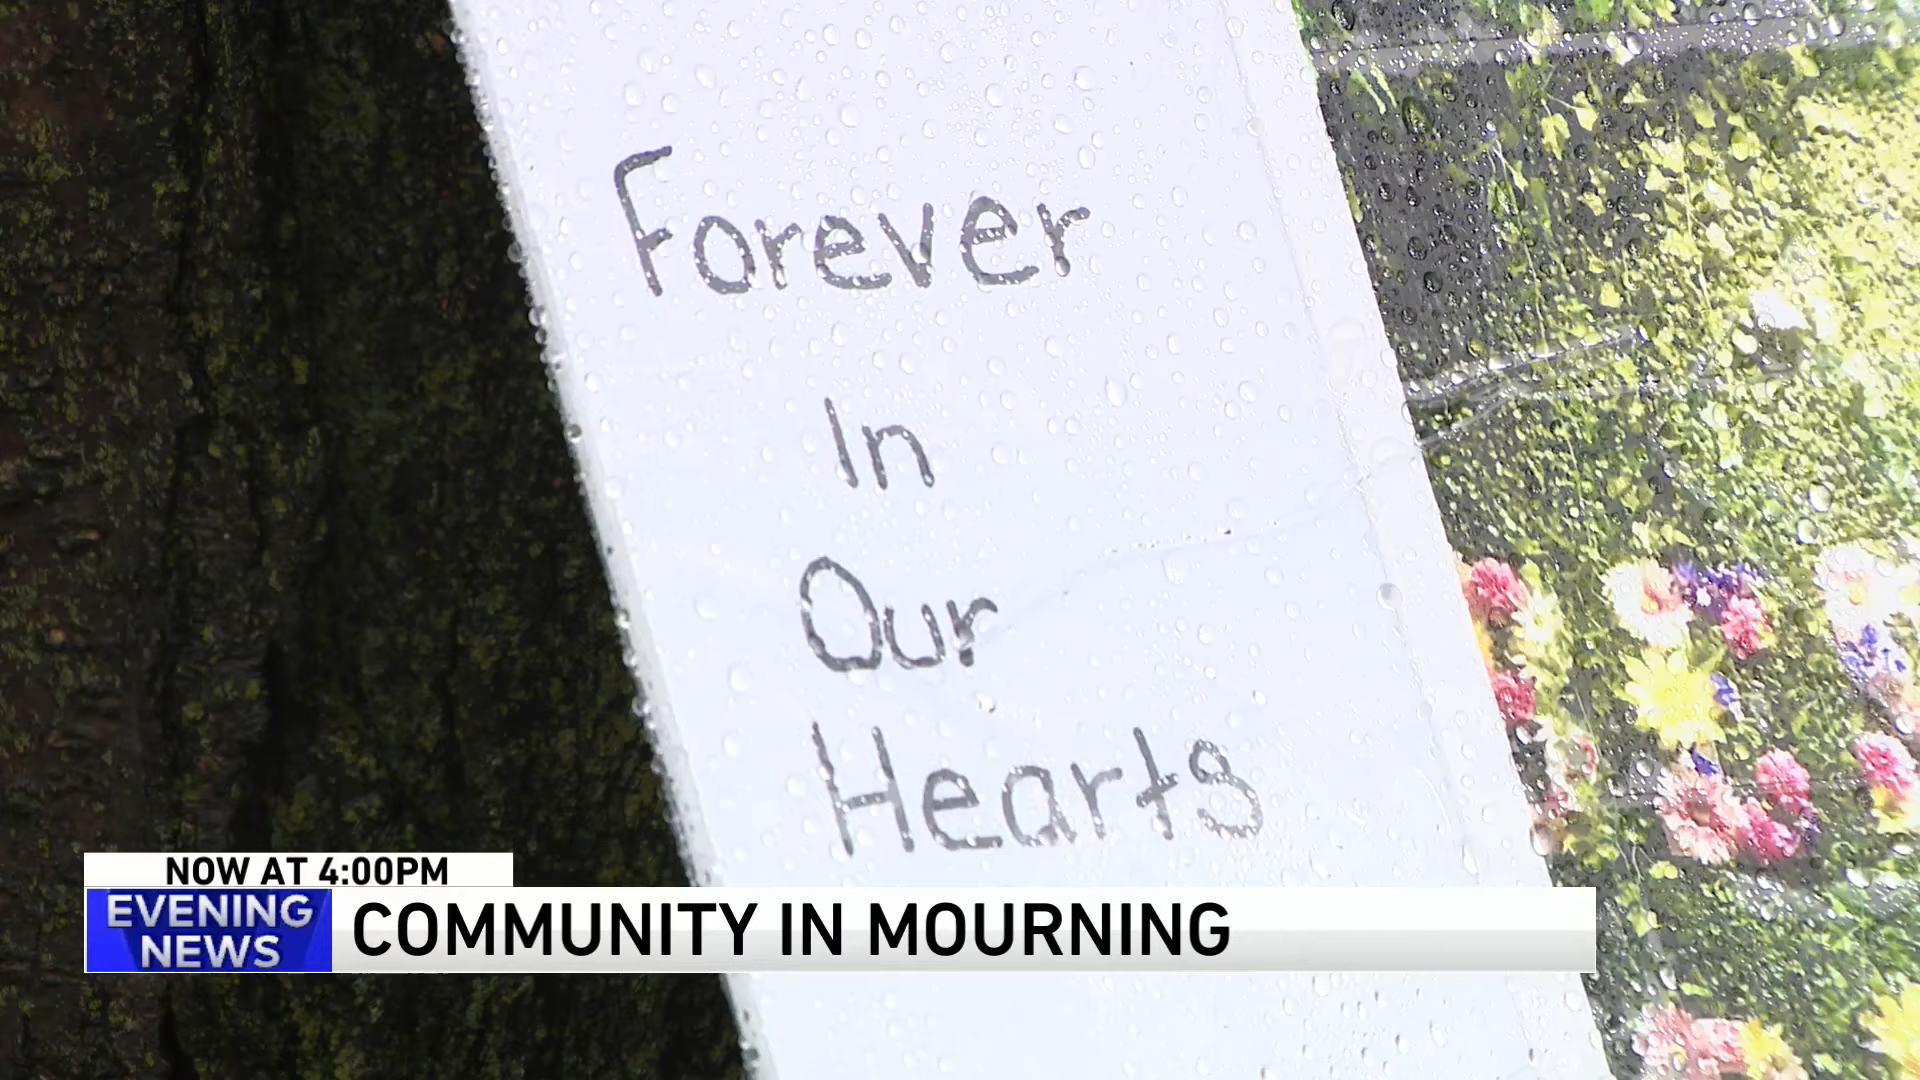 Forever
In
Our
Hearts
NOW AT 4:00PM
EVENING
NEWS
COMMUNITY IN MOURNING